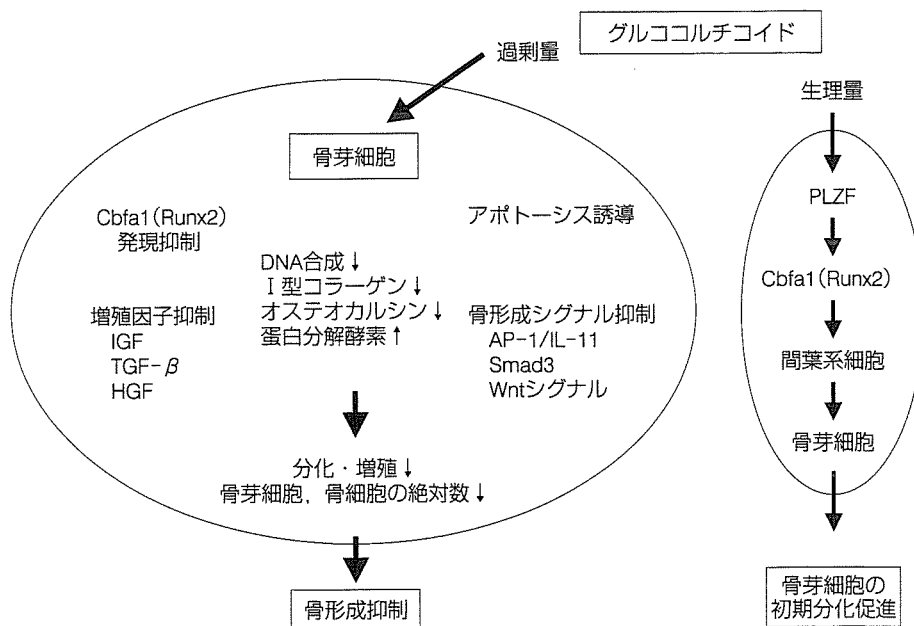 グルココルチコイド
過剰量
骨芽細胞
Cbfa1(Runx2)
発現抑制
アポトーシス誘導
DNA合成↓
Ⅰ型コラーゲン↓
オステオカルシン↓
蛋白分解酵素↑
増殖因子抑制
IGF
TGF-β
HGF
骨形成シグナル抑制
AP-1/IL-11
Smad3
Wntシグナル
分化・増殖↓
骨芽細胞，骨細胞の絶対数↓
骨形成抑制
生理量
PLZF
Cbfa1(Runx2)
間葉系細胞
骨芽細胞
骨芽細胞の
初期分化促進